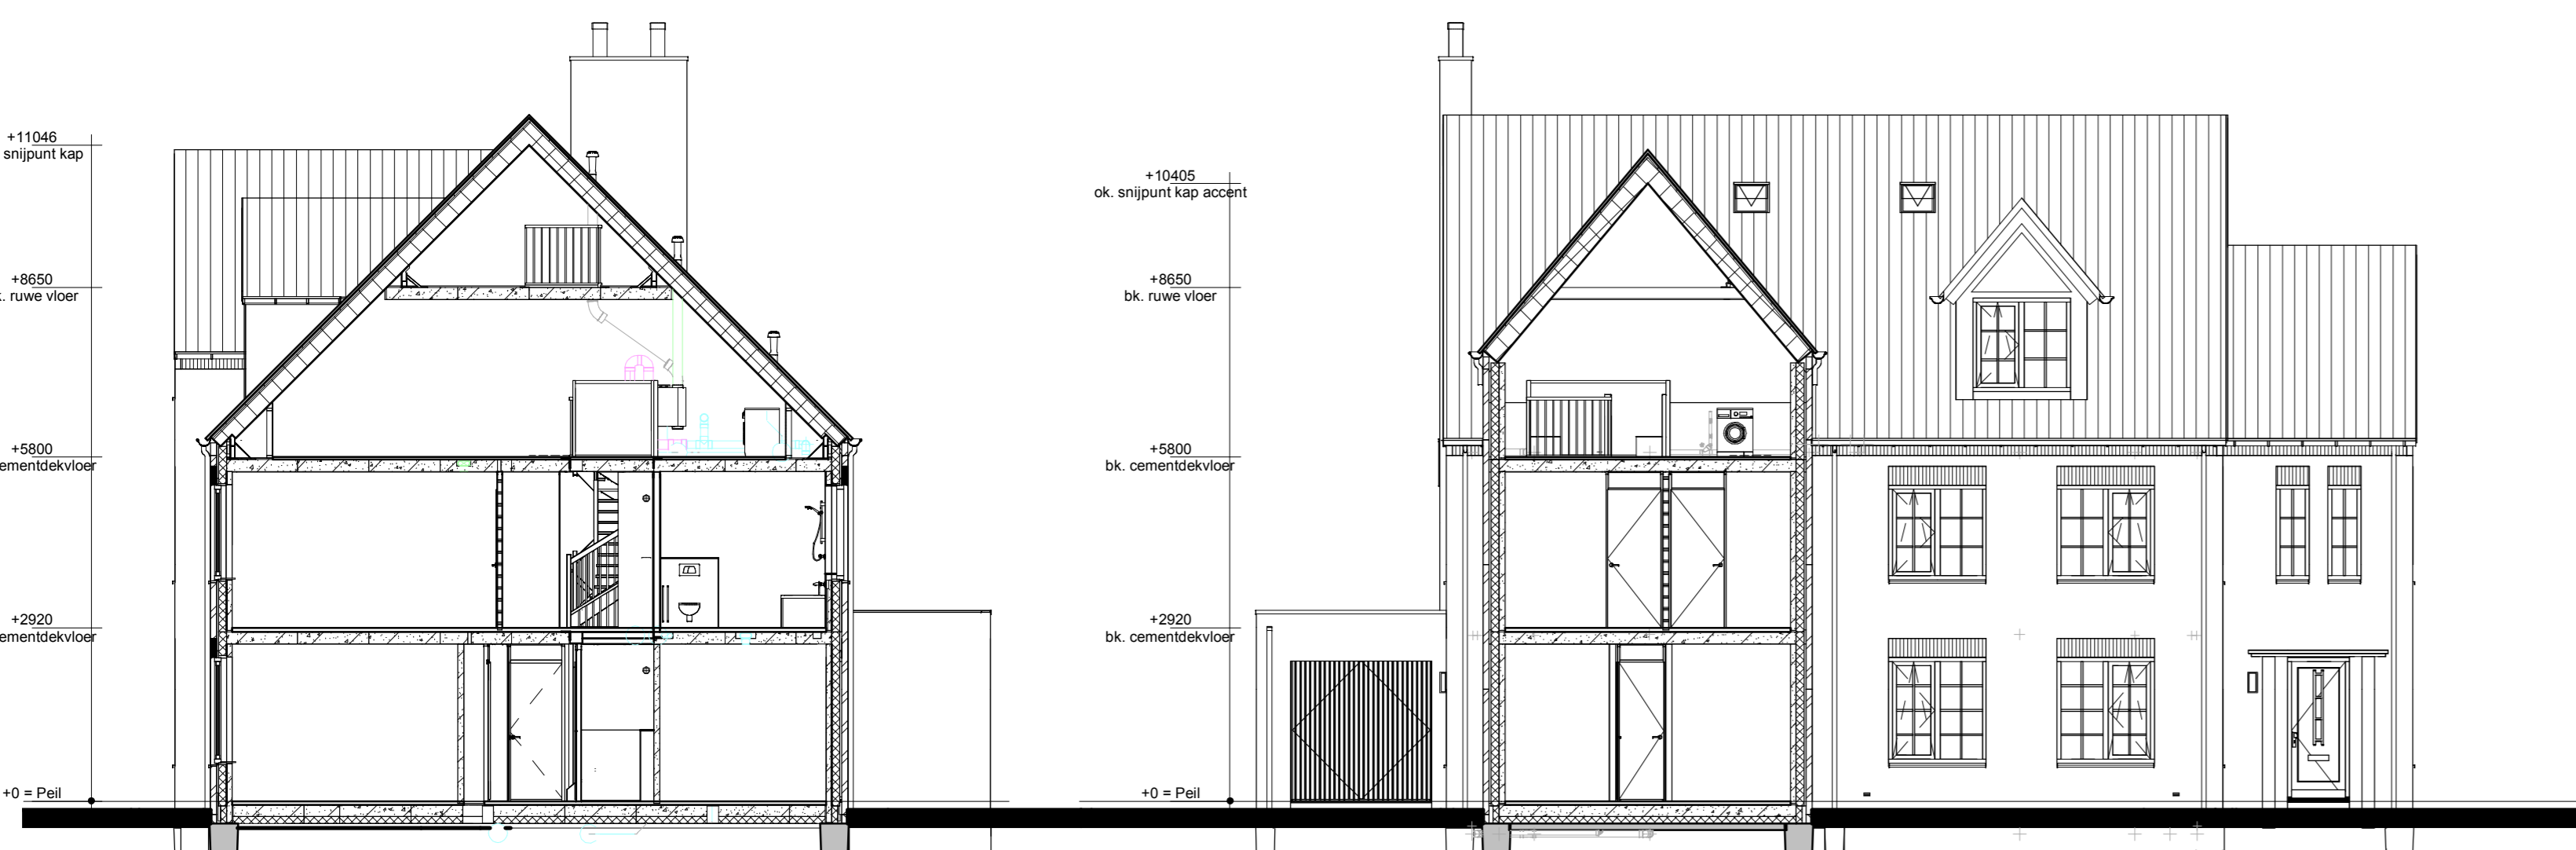 +11046
snijpunt kap
+8650
ruwe vloer
+5800
ementdekvloer
+2920
ementdekvloer
+0 = Peil
+10405
ok. snijpunt kap accent
+8650
bk. ruwe vloer
+5800
bk. cementdekvloer
+2920
bk. cementdekvloer
+0 = Peil